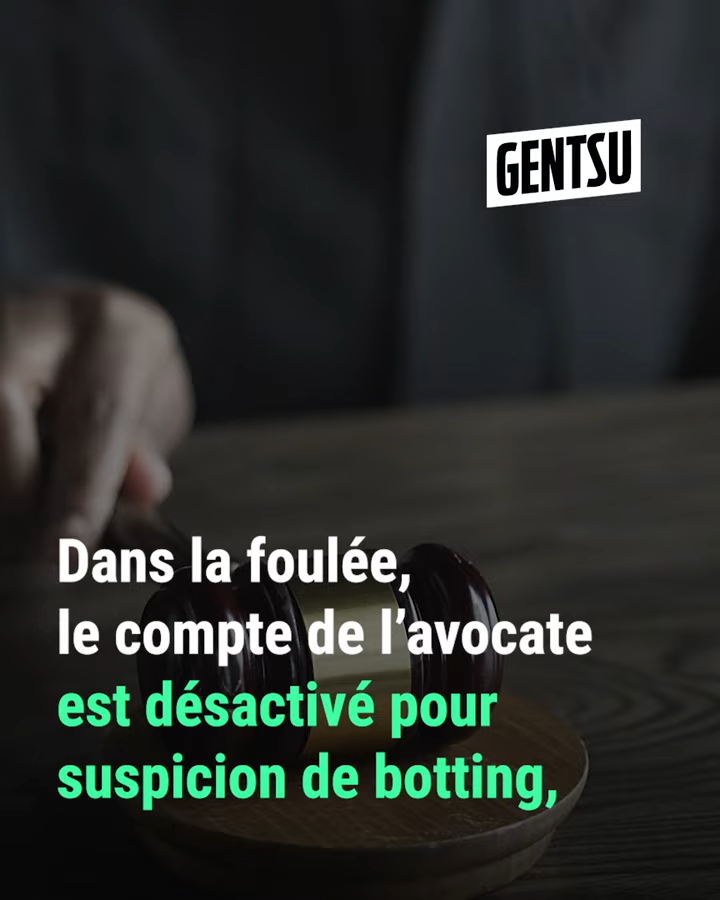 GENTSU
Dans la foulée,
le compte de l’avocate
est désactivé pour
suspicion de botting,